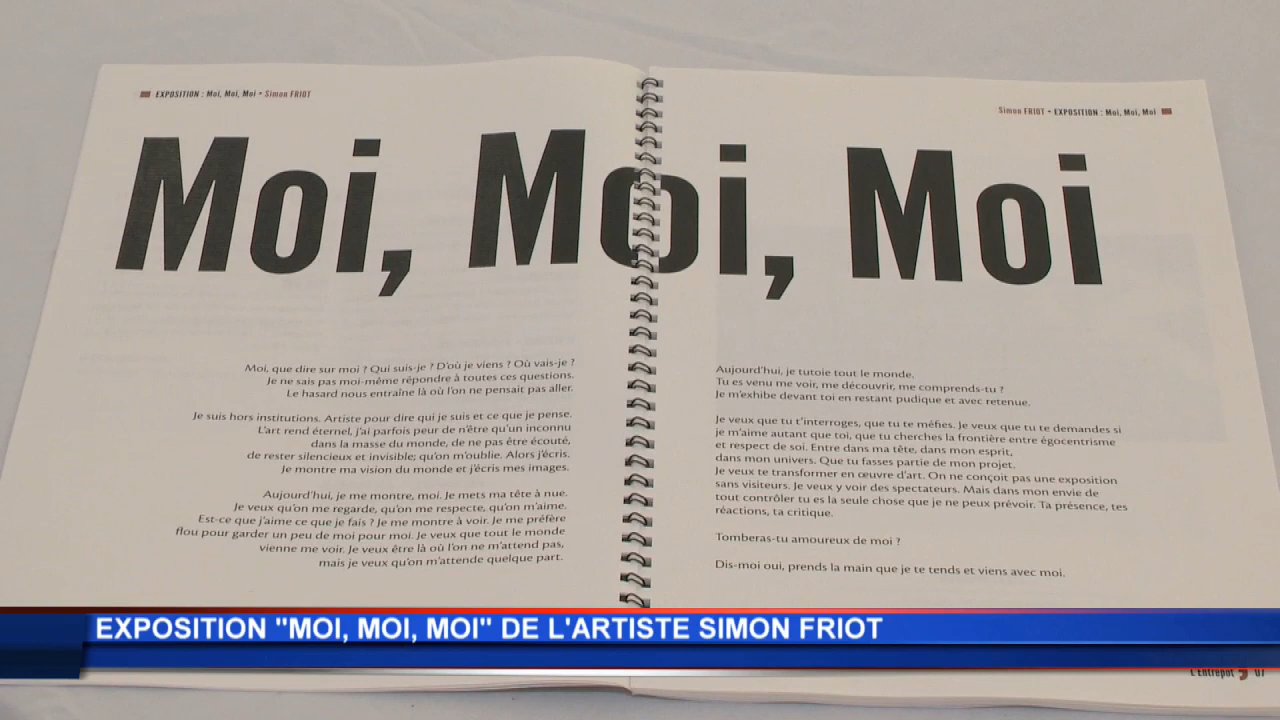 EXPOSITION : Moi, Moi, Moi • Simon FRIOT
Simon FRIOT • EXPOSITION : Moi, Moi, Moi
Moi, Moi, Moi
Moi, que dire sur moi ? Qui suis-je ? D'où je viens ? Où vais-je ?
Je ne sais pas moi-même répondre à toutes ces questions.
Le hasard nous entraîne là où l'on ne pensait pas aller.
Je suis hors institutions. Artiste pour dire qui je suis et ce que je pense.
L'art rend éternel, j'ai parfois peur de n'être qu'un inconnu
dans la masse du monde, de ne pas être écouté,
de rester silencieux et invisible; qu'on m'oublie. Alors j'écris.
Je montre ma vision du monde et j'écris mes images.
Aujourd'hui, je me montre, moi. Je mets ma tête à nue.
Je veux qu'on me regarde, qu'on me respecte, qu'on m'aime.
Est-ce que j'aime ce que je fais ? Je me montre à voir. Je me préfère
flou pour garder un peu de moi pour moi. Je veux que tout le monde
vienne me voir. Je veux être là où l'on ne m'attend pas,
mais je veux qu'on m'attende quelque part.
Aujourd'hui, je tutoie tout le monde.
Tu es venu me voir, me découvrir, me comprends-tu ?
Je m'exhibe devant toi en restant pudique et avec retenue.
Je veux que tu t'interroges, que tu te méfies. Je veux que tu te demandes si
je m'aime autant que toi, que tu cherches la frontière entre égocentrisme
et respect de soi. Entre dans ma tête, dans mon esprit,
dans mon univers. Que tu fasses partie de mon projet.
Je veux te transformer en œuvre d'art. On ne conçoit pas une exposition
sans visiteurs. Je veux y voir des spectateurs. Mais dans mon envie de
tout contrôler tu es la seule chose que je ne peux prévoir. Ta présence, tes
réactions, ta critique.
Tomberas-tu amoureux de moi ?
Dis-moi oui, prends la main que je te tends et viens avec moi.
EXPOSITION "MOI, MOI, MOI" DE L'ARTISTE SIMON FRIOT
L'Entrepôt 07